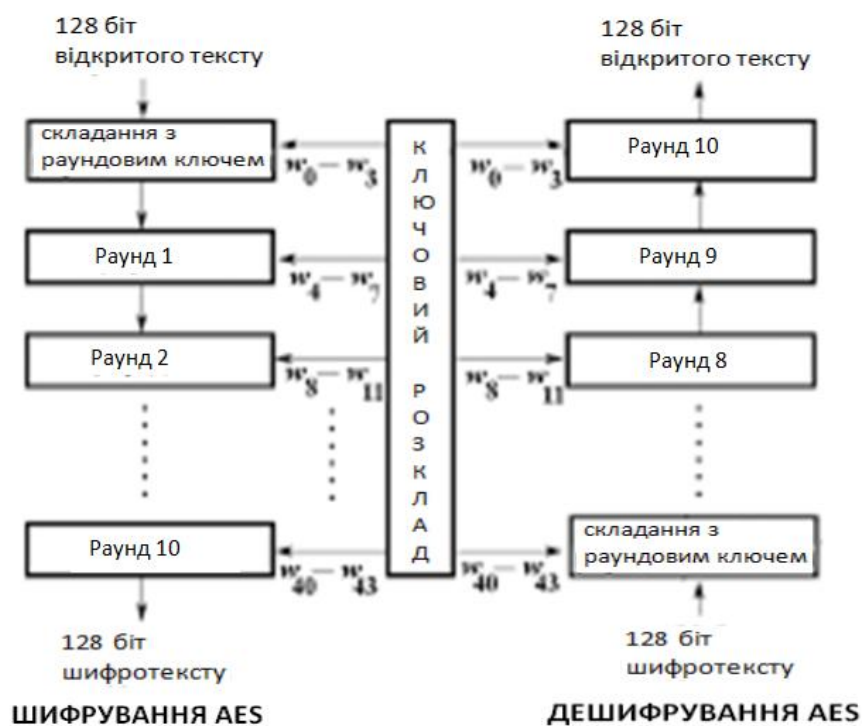 128 біт
відкритого тексту
складання з
раундовим ключем
Раунд 1
Раунд 2
Раунд 10
128 біт
шифротексту
ШИФРУВАННЯ AES
w0 — w3
w4 — w7
w8 — w11
w40 — w43
КЛЮЧОВИЙ РОЗКЛАД
w0 — w3
w4 — w7
w8 — w11
w40 — w43
128 біт
відкритого тексту
Раунд 10
Раунд 9
Раунд 8
складання з
раундовим ключем
128 біт
шифротексту
ДЕШИФРУВАННЯ AES